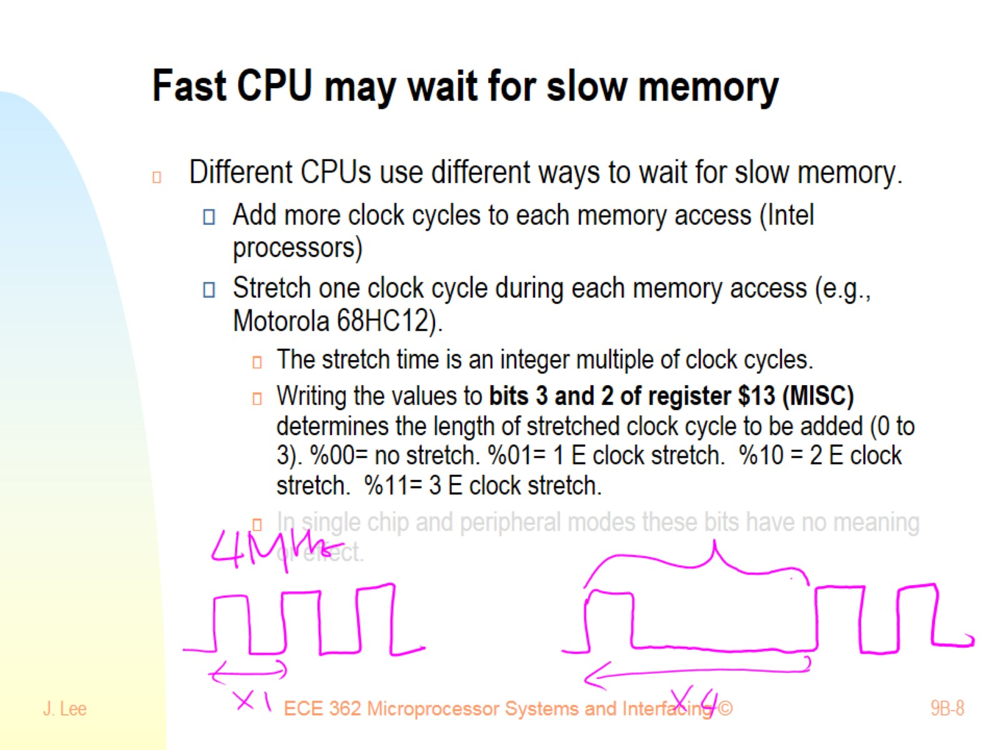 Fast CPU may wait for slow memory
Different CPUs use different ways to wait for slow memory.
Add more clock cycles to each memory access (Intel
processors)
Stretch one clock cycle during each memory access (e.g.,
Motorola 68HC12).
The stretch time is an integer multiple of clock cycles.
Writing the values to bits 3 and 2 of register $13 (MISC)
determines the length of stretched clock cycle to be added (0 to
3). %00= no stretch. %01= 1 E clock stretch.  %10 = 2 E clock
stretch.  %11= 3 E clock stretch.
In single chip and peripheral modes these bits have no meaning
or effect.
4MHz
x1
x4
J. Lee
ECE 362 Microprocessor Systems and Interfacing ©
9B-8